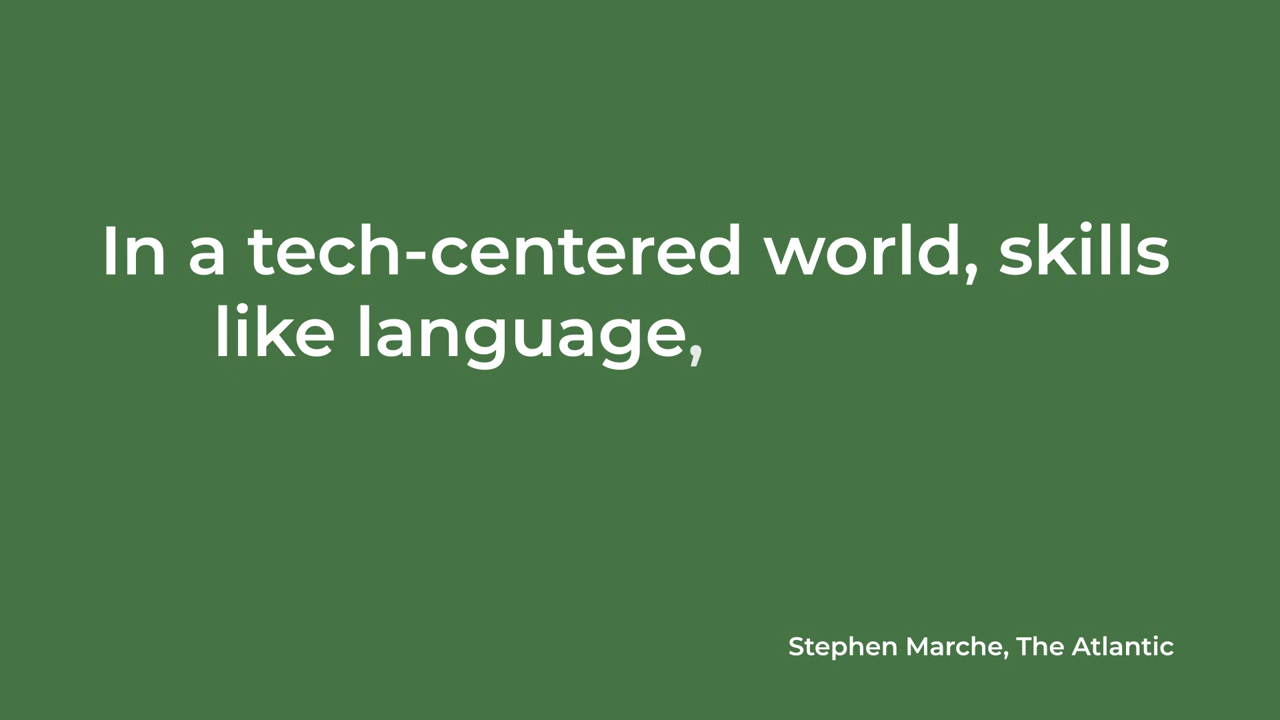 In a tech-centered world, skills
like language,
Stephen Marche, The Atlantic